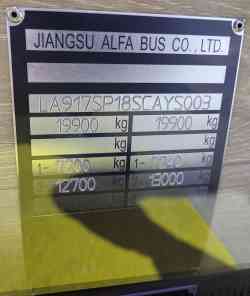 JIANGSU ALFA BUS CO., LTD.
LA917SP18SCAYS003
19900 kg 19900 kg
kg kg
1- 7200 kg 1- kg
12700 13000